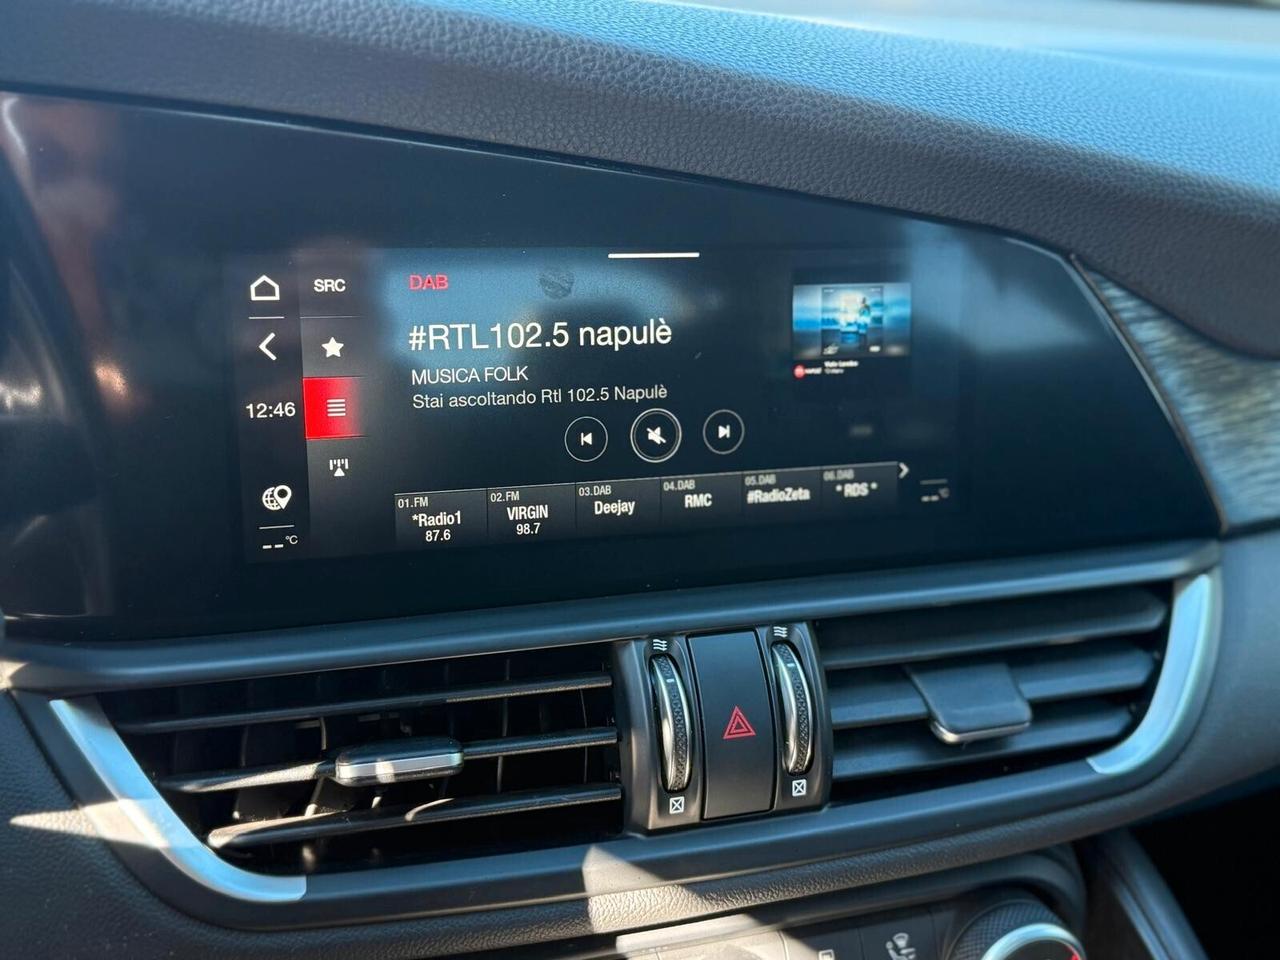 SRC
12:46
DAB
#RTL102.5 napulè
MUSICA FOLK
Stai ascoltando Rtl 102.5 Napulè
01.FM
*Radio1
87.6
02.FM
VIRGIN
98.7
03.DAB
Deejay
04.DAB
RMC
05.DAB
#RadioZeta
06.DAB
*RDS*
--°C
--°C